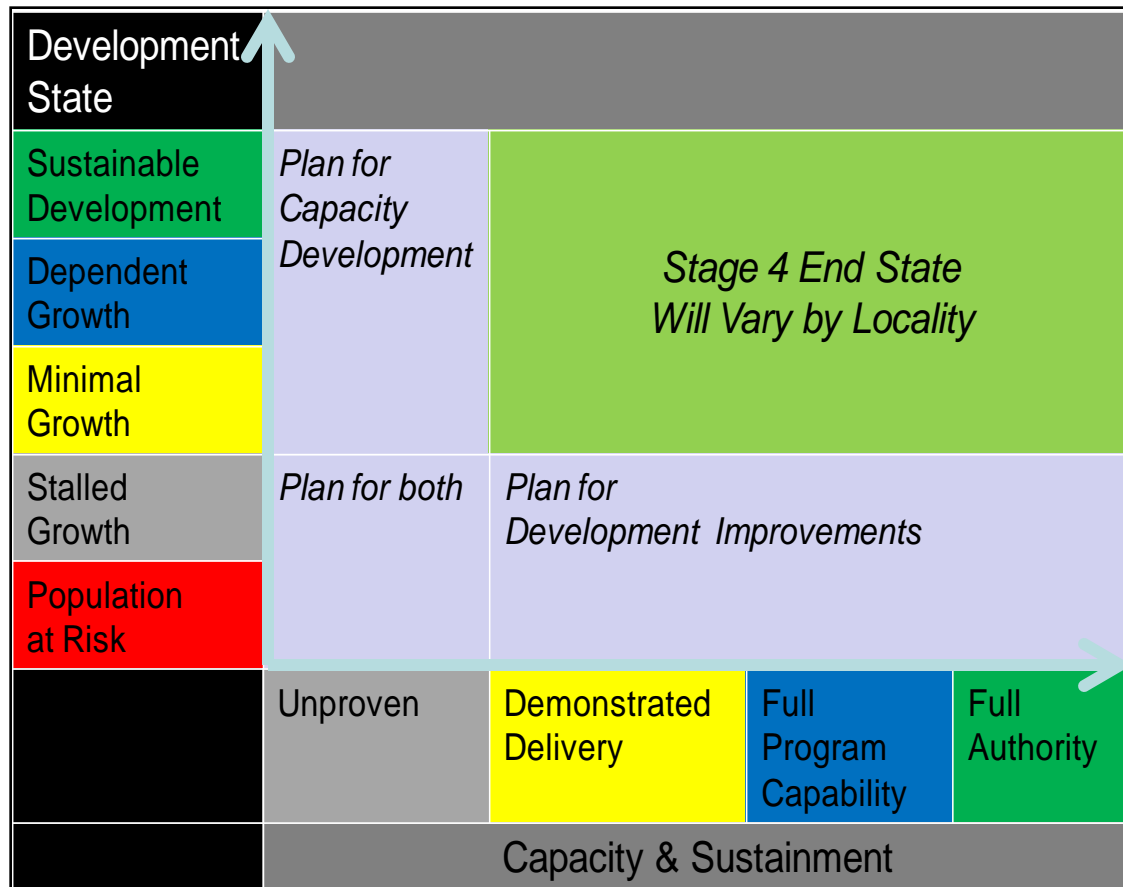 Development
State
Sustainable
Development
Plan for
Capacity
Development
Dependent
Growth
Stage 4 End State
Will Vary by Locality
Minimal
Growth
Stalled
Growth
Plan for both
Plan for
Development Improvements
Population
at Risk
Unproven
Demonstrated
Delivery
Full
Program
Capability
Full
Authority
Capacity & Sustainment